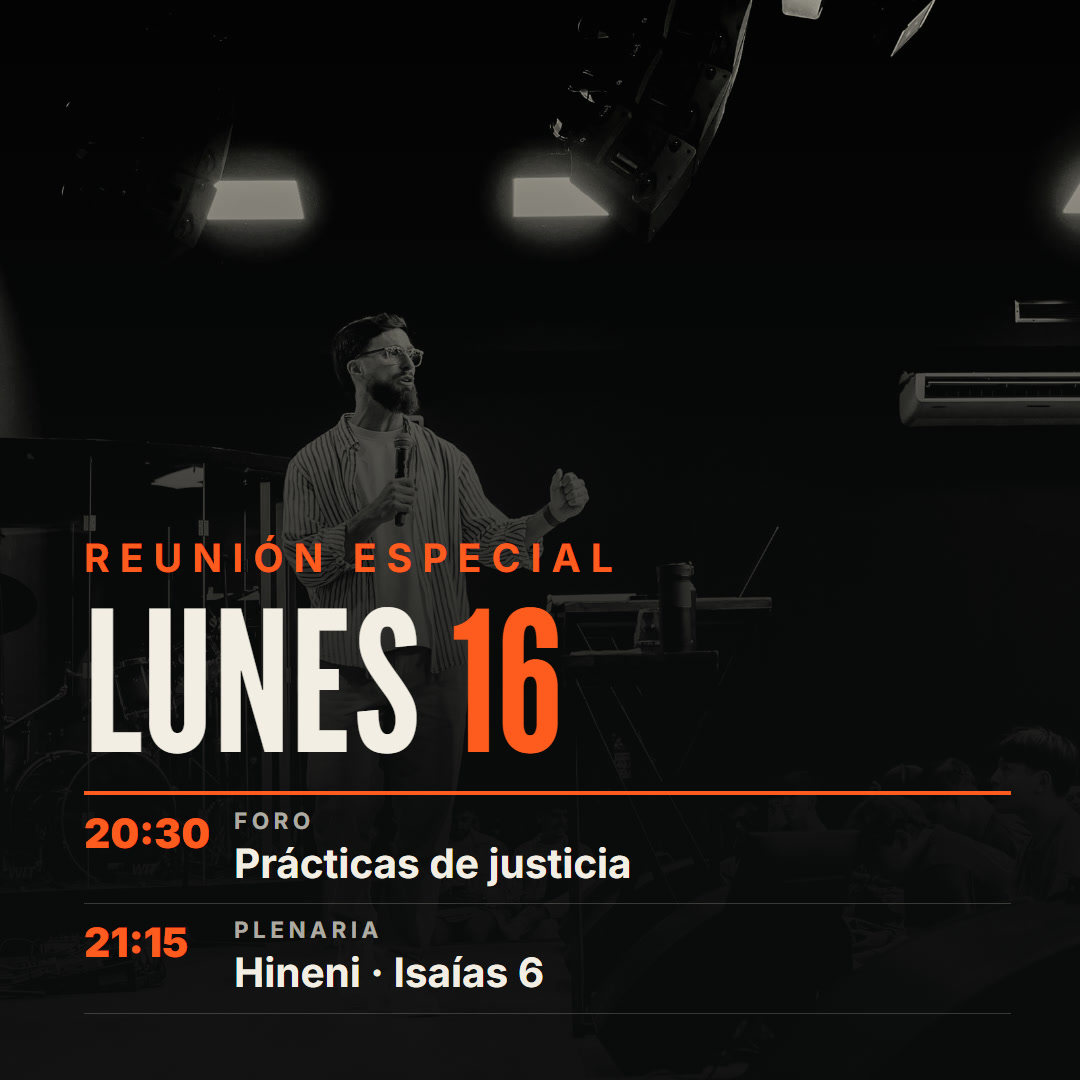 REUNIÓN ESPECIAL
LUNES 16
20:30 FORO
Prácticas de justicia
21:15 PLENARIA
Hineni · Isaías 6